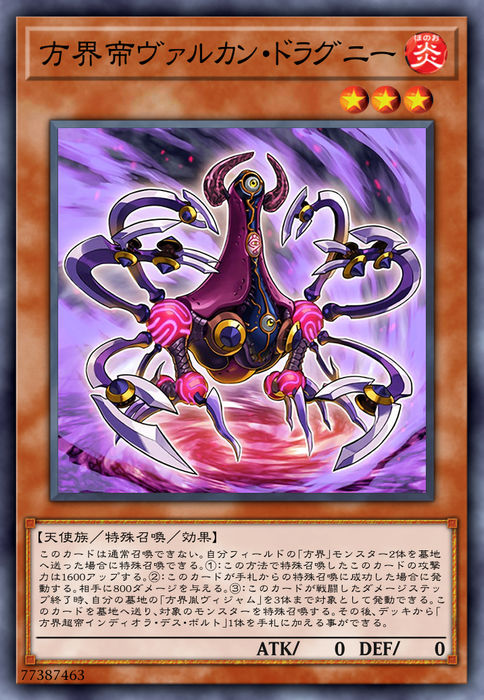 方界帝ヴァルカン・ドラグニー
ほのお
炎
【天使族／特殊召喚／効果】
このカードは通常召喚できない。自分フィールドの「方界」モンスター2体を墓地
へ送った場合に特殊召喚できる。①：この方法で特殊召喚したこのカードの攻撃
力は1600アップする。②：このカードが手札からの特殊召喚に成功した場合に発
動する。相手に800ダメージを与える。③：このカードが戦闘したダメージステッ
プ終了時、自分の墓地の「方界胤ヴィジャム」を3体まで対象として発動できる。こ
のカードを墓地へ送り、対象のモンスターを特殊召喚する。その後、デッキから「
方界超帝インディオラ・デス・ボルト」1体を手札に加える事ができる。
ATK/ 0 DEF/ 0
77387463